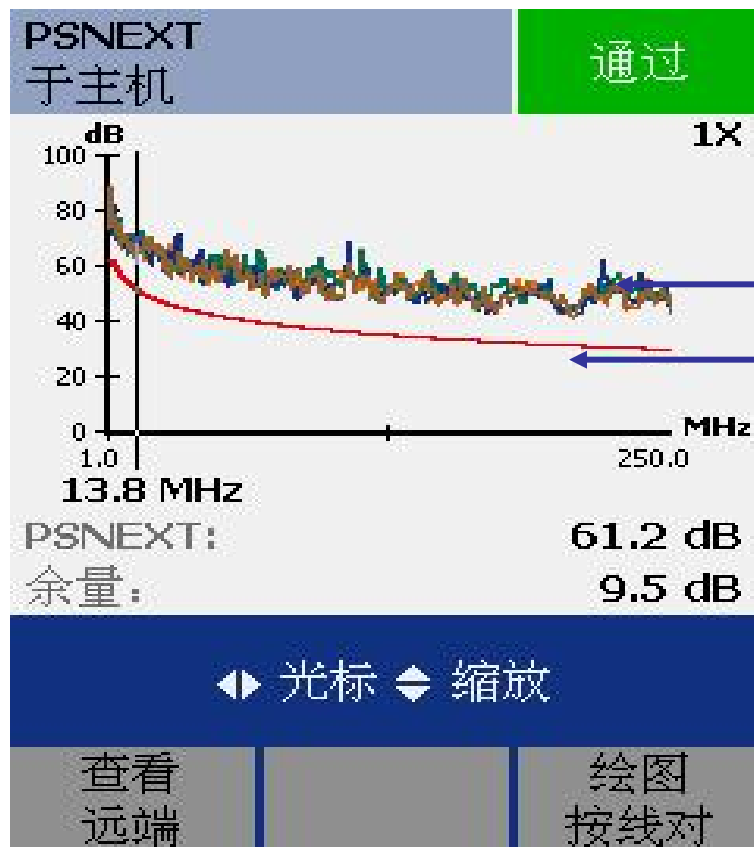 PSNEXT
于主机
通过
dB
1X
100
80
60
40
20
0
MHz
1.0
250.0
13.8 MHz
PSNEXT: 61.2 dB
余量: 9.5 dB
光标 缩放
查看
远端
绘图
按线对